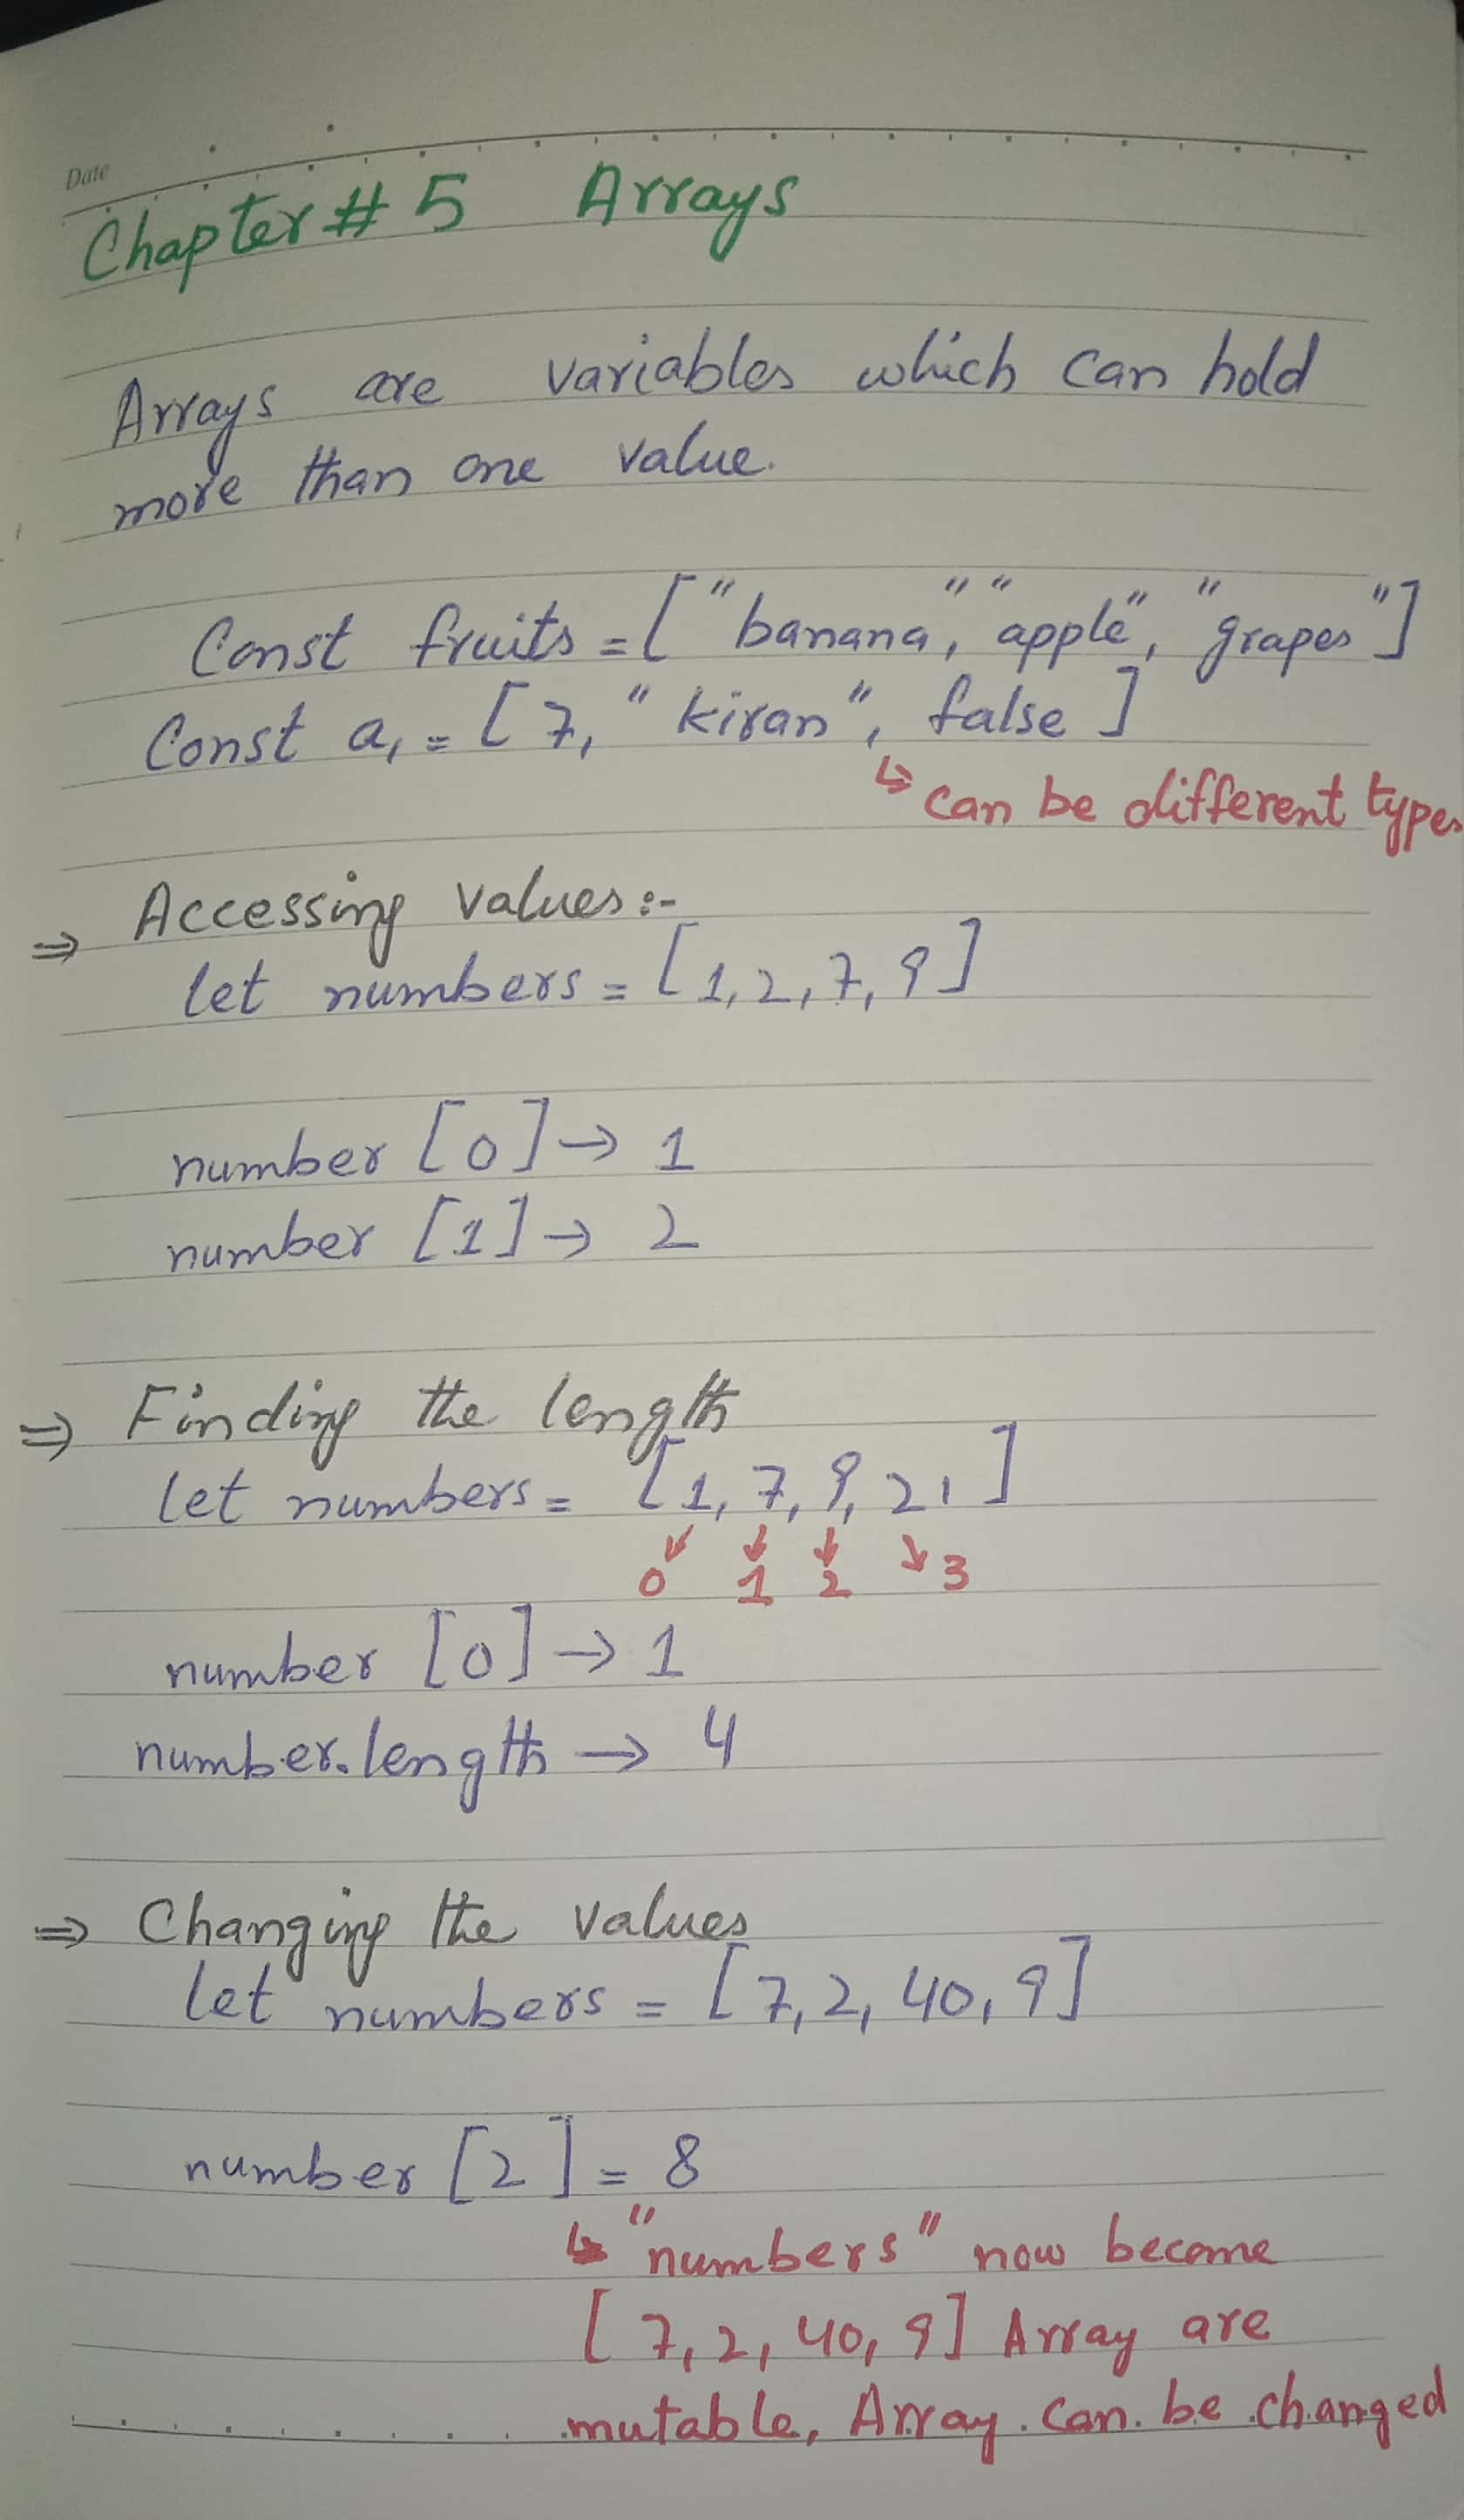 Date
Chapter # 5 Arrays
Arrays are variables which can hold
more than one value.
Const fruits = ["banana", "apple", "grapes"]
Const a₁ = [7, "kiran", false]
↳ can be different types
⇒ Accessing values:-
let numbers = [1, 2, 7, 9]
number [0] → 1
number [1] → 2
⇒ Finding the length
let numbers = [1, 7, 9, 21]
0 1 2 3
number [0] → 1
number.length → 4
⇒ Changing the values
let numbers = [7, 2, 40, 9]
number [2] = 8
↳ "numbers" now become
[7, 2, 40, 9] Array are
mutable, Array can be changed